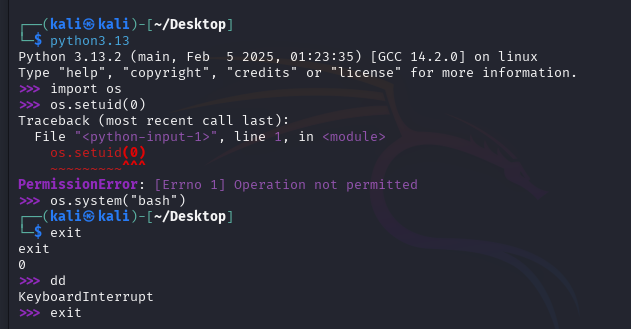 ┌──(kali㉿kali)-[~/Desktop]
└─$ python3.13
Python 3.13.2 (main, Feb  5 2025, 01:23:35) [GCC 14.2.0] on linux
Type "help", "copyright", "credits" or "license" for more information.
>>> import os
>>> os.setuid(0)
Traceback (most recent call last):
  File "<python-input-1>", line 1, in <module>
    os.setuid(0)
    ~~~~~~~~~^^^
PermissionError: [Errno 1] Operation not permitted
>>> os.system("bash")
┌──(kali㉿kali)-[~/Desktop]
└─$ exit
exit
0
>>> dd
KeyboardInterrupt
>>> exit